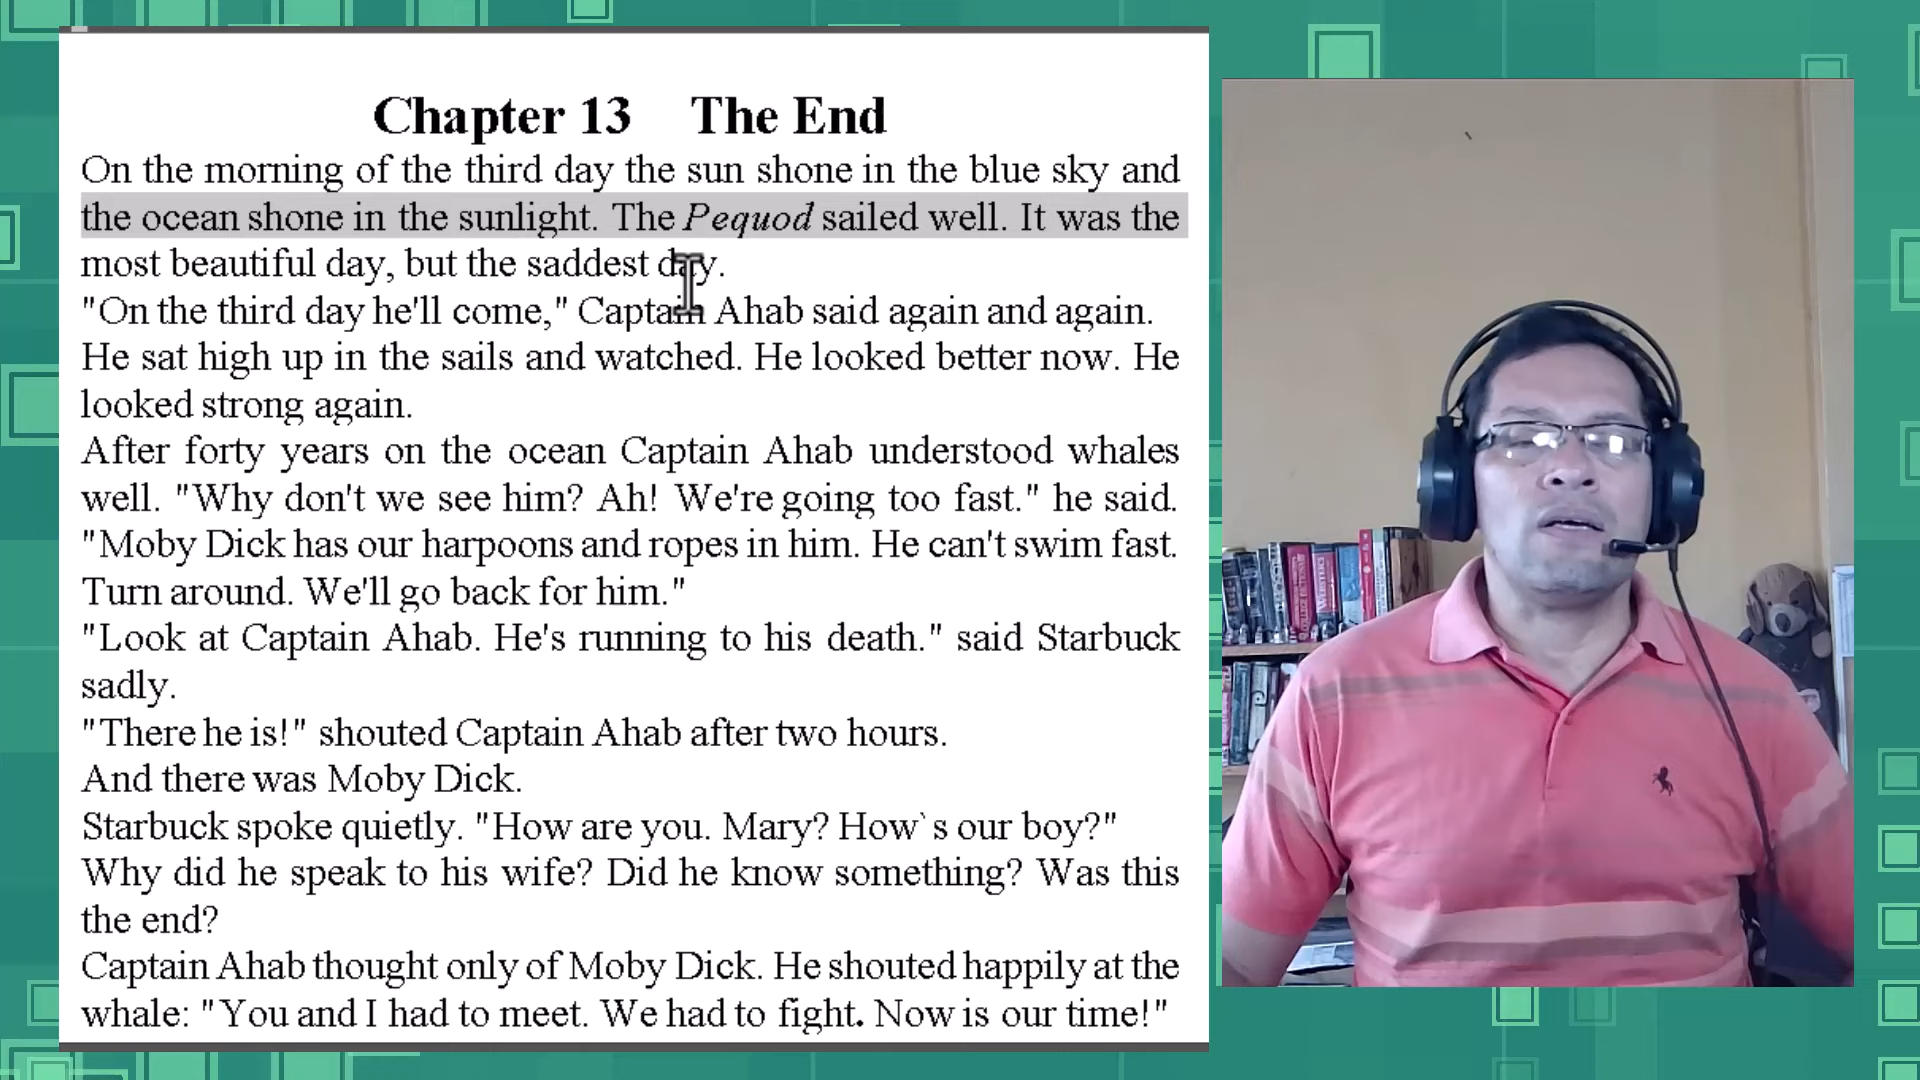 Chapter 13 The End
On the morning of the third day the sun shone in the blue sky and
the ocean shone in the sunlight. The Pequod sailed well. It was the
most beautiful day, but the saddest day.
"On the third day he'll come," Captain Ahab said again and again.
He sat high up in the sails and watched. He looked better now. He
looked strong again.
After forty years on the ocean Captain Ahab understood whales
well. "Why don't we see him? Ah! We're going too fast." he said.
"Moby Dick has our harpoons and ropes in him. He can't swim fast.
Turn around. We'll go back for him."
"Look at Captain Ahab. He's running to his death." said Starbuck
sadly.
"There he is!" shouted Captain Ahab after two hours.
And there was Moby Dick.
Starbuck spoke quietly. "How are you. Mary? How`s our boy?"
Why did he speak to his wife? Did he know something? Was this
the end?
Captain Ahab thought only of Moby Dick. He shouted happily at the
whale: "You and I had to meet. We had to fight. Now is our time!"